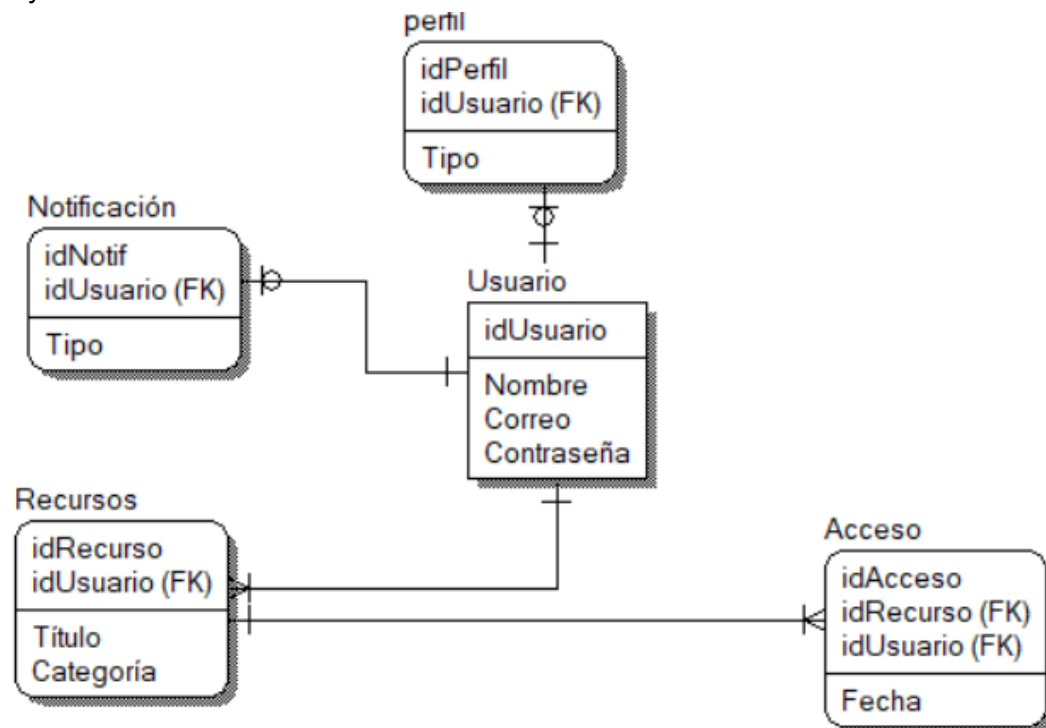 perfil
idPerfil
idUsuario (FK)
Tipo
Notificación
idNotif
idUsuario (FK)
Tipo
Usuario
idUsuario
Nombre
Correo
Contraseña
Recursos
idRecurso
idUsuario (FK)
Título
Categoría
Acceso
idAcceso
idRecurso (FK)
idUsuario (FK)
Fecha